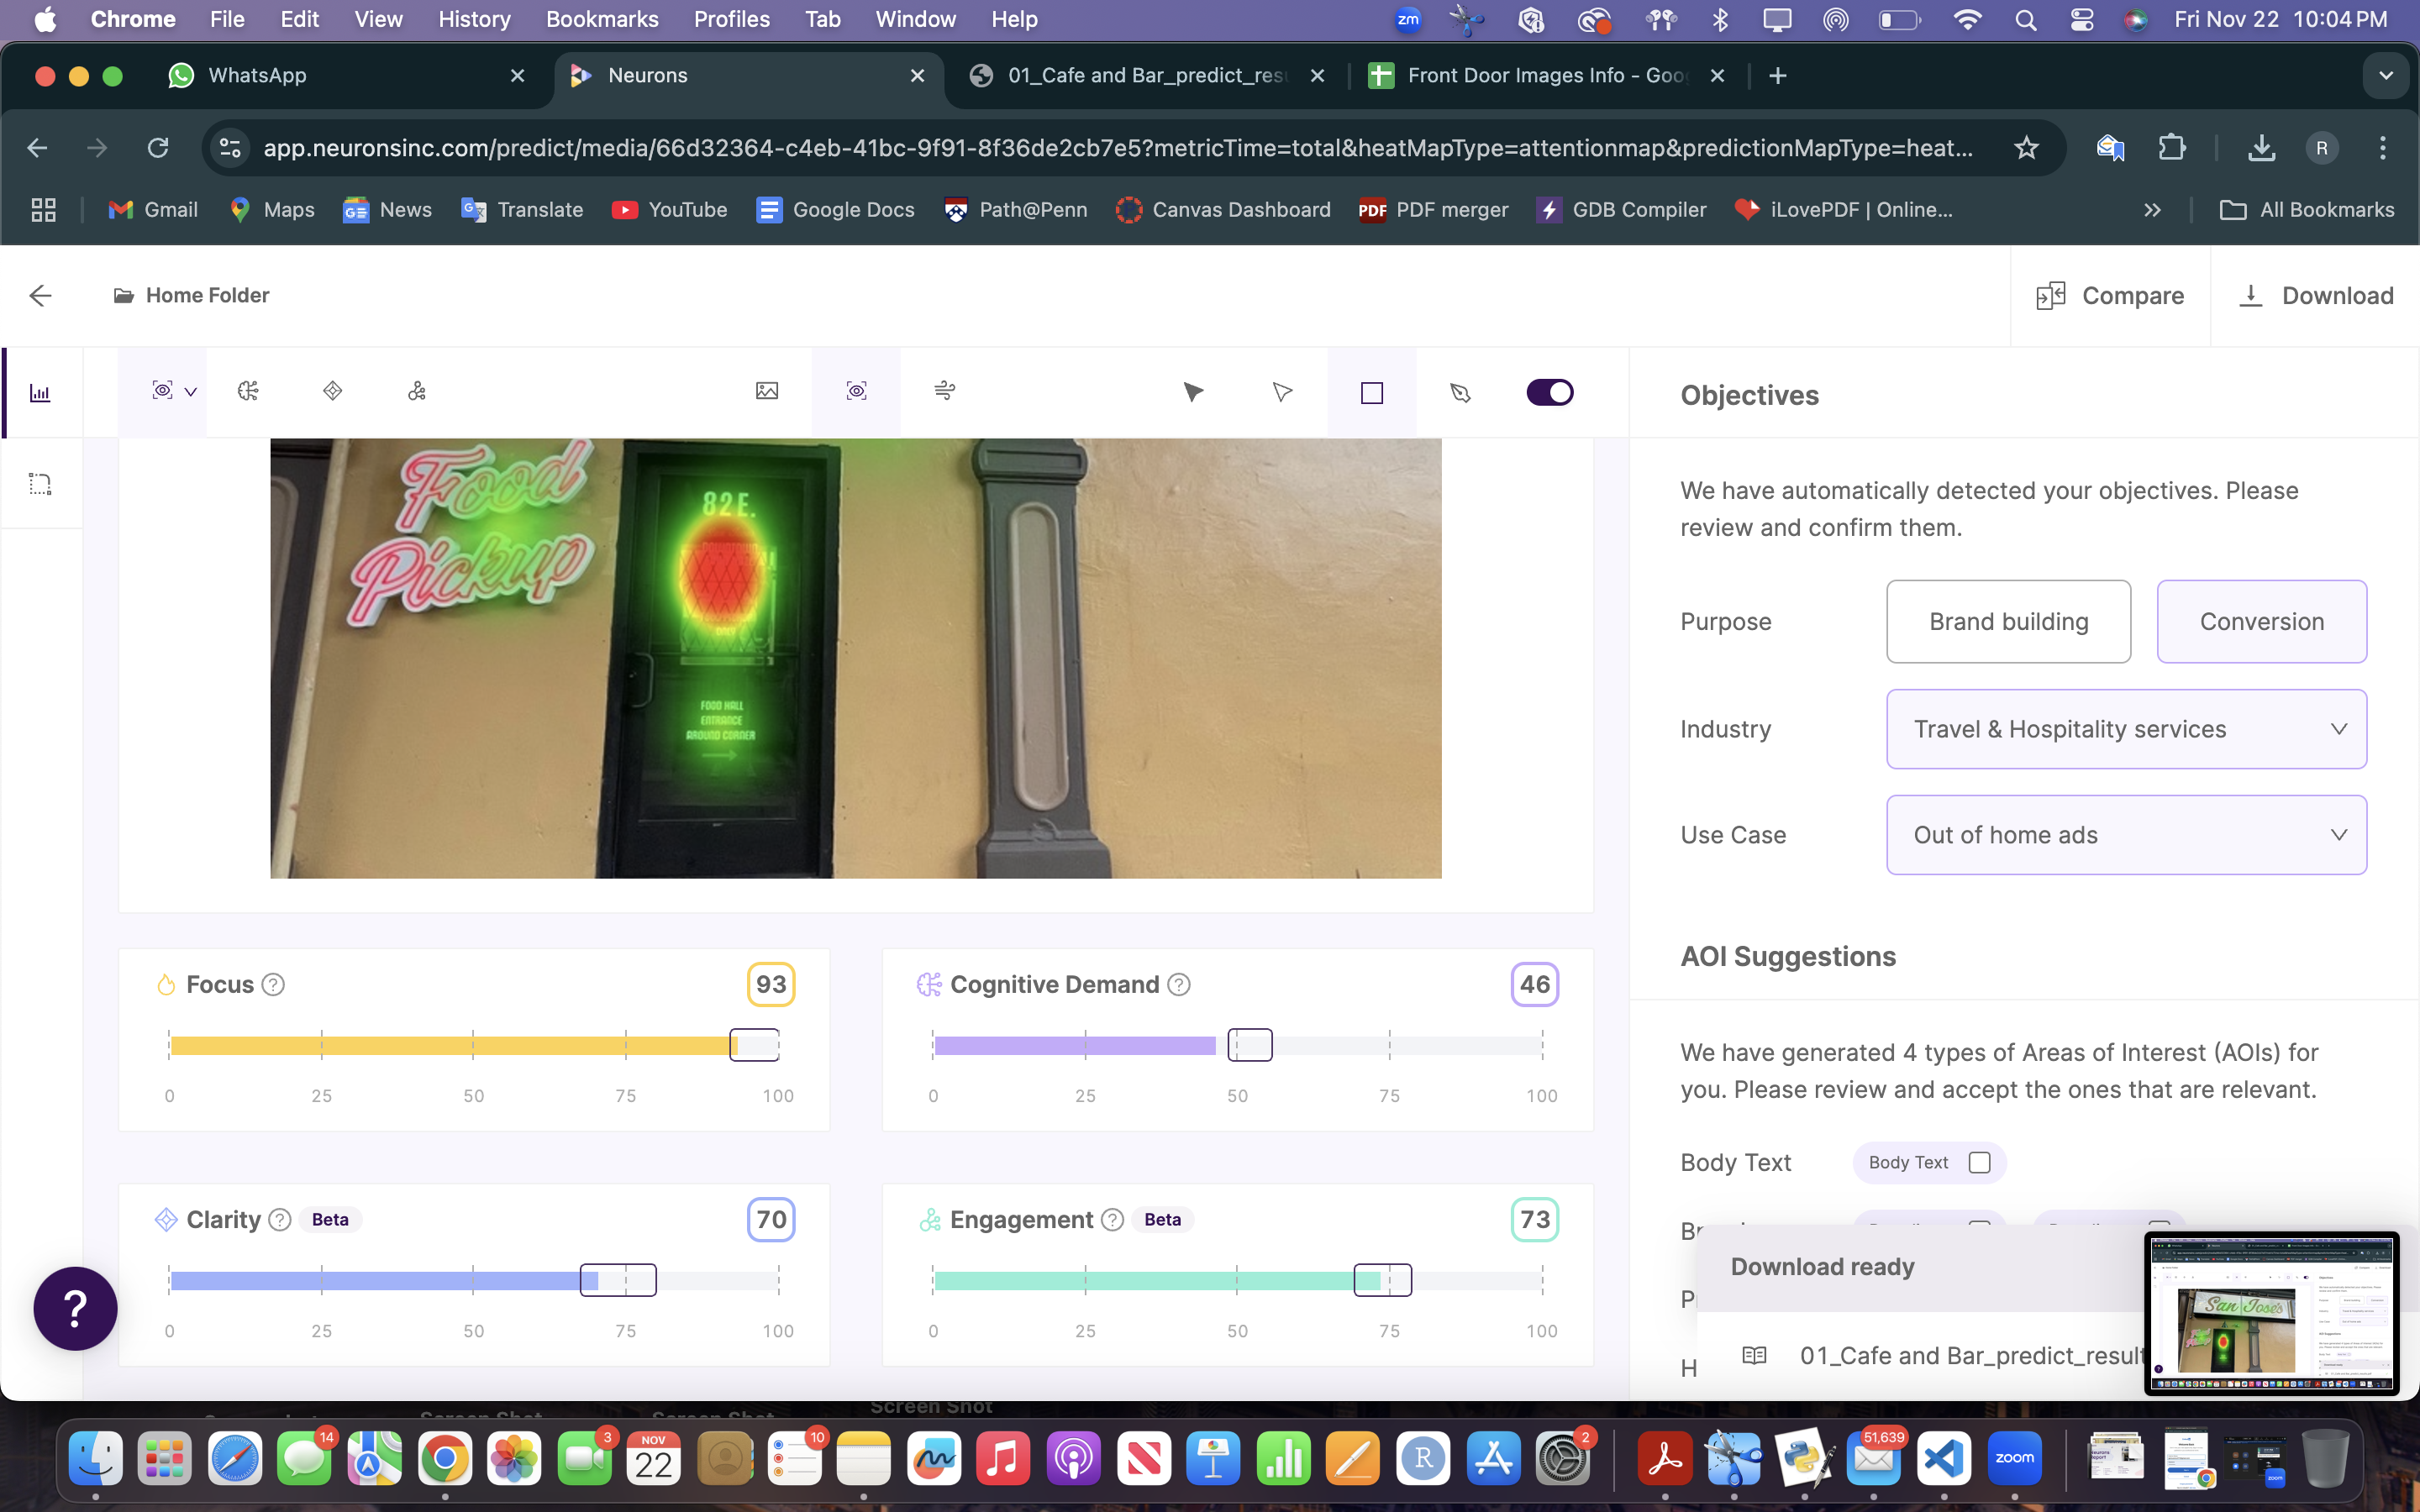 Chrome File Edit View History Bookmarks Profiles Tab Window Help zm Fri Nov 22 10:04 PM
WhatsApp Neurons 01_Cafe and Bar_predict_resu Front Door Images Info - Goo
app.neuronsinc.com/predict/media/66d32364-c4eb-41bc-9f91-8f36de2cb7e5?metricTime=total&heatMapType=attentionmap&predictionMapType=heat... R
Gmail Maps News Translate YouTube Google Docs Path@Penn Canvas Dashboard PDF PDF merger GDB Compiler iLovePDF | Online... All Bookmarks
Home Folder Compare Download
Objectives
We have automatically detected your objectives. Please
review and confirm them.
Purpose Brand building Conversion
Industry Travel & Hospitality services
Use Case Out of home ads
Food
Pickup
82 E.
DAILY
FOOD HALL
ENTRANCE
AROUND CORNER
AOI Suggestions
We have generated 4 types of Areas of Interest (AOIs) for
you. Please review and accept the ones that are relevant.
Body Text Body Text
Focus ? 93
0 25 50 75 100
Cognitive Demand ? 46
0 25 50 75 100
Clarity ? Beta 70
0 25 50 75 100
Engagement ? Beta 73
0 25 50 75 100
?
Download ready
01_Cafe and Bar_predict_result
San Jose's
Screen Shot
14 3 NOV 22 10 2 51,639
R
zoom